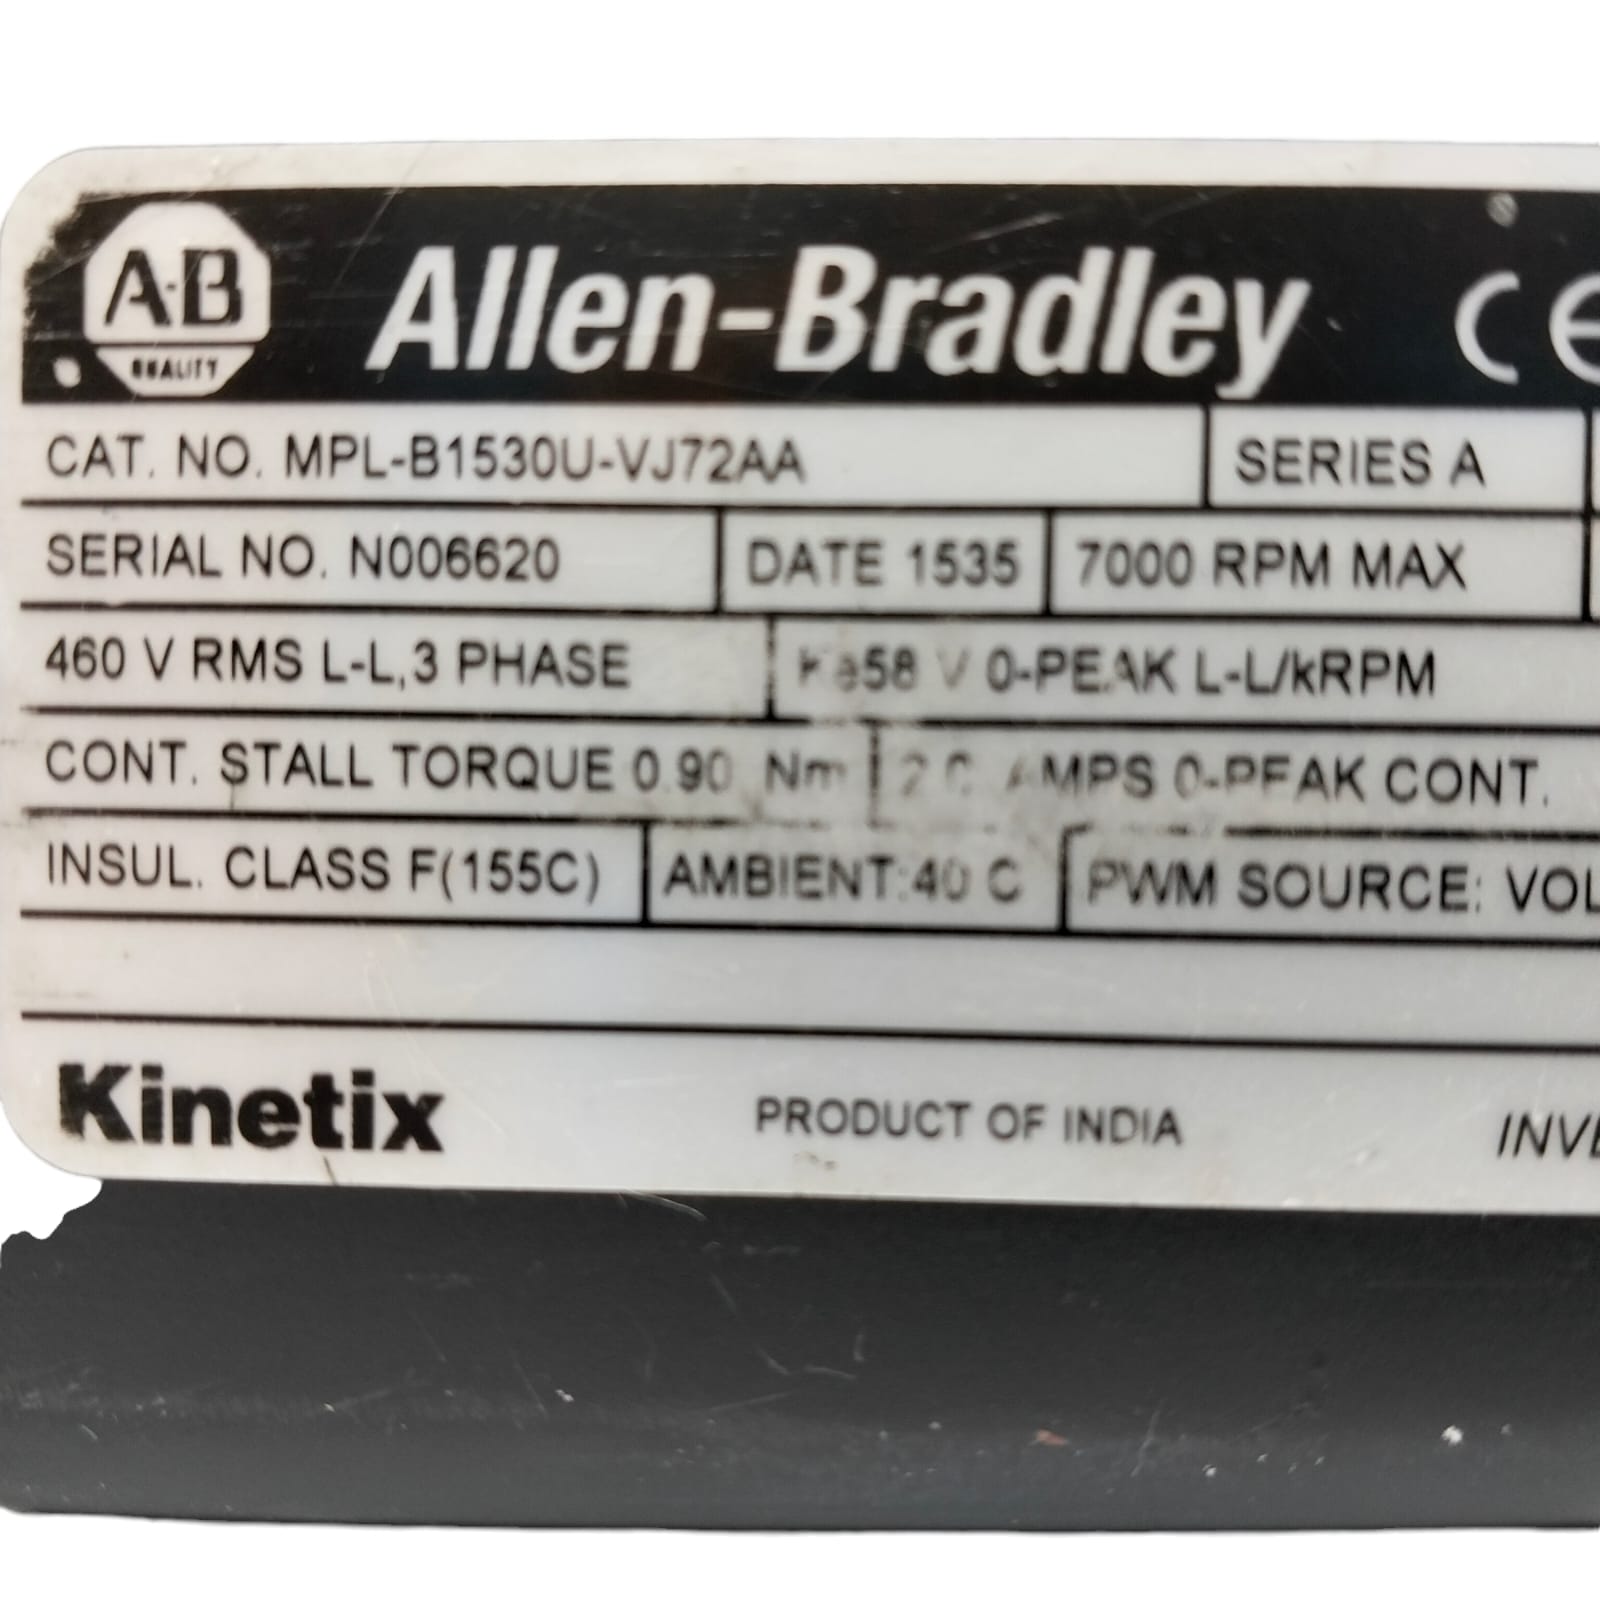 A-B Allen-Bradley CE
QUALITY
CAT. NO. MPL-B1530U-VJ72AA SERIES A
SERIAL NO. N006620 DATE 1535 7000 RPM MAX
460 V RMS L-L,3 PHASE Ke58 V 0-PEAK L-L/kRPM
CONT. STALL TORQUE 0.90 Nm AMPS 0-PEAK CONT.
INSUL. CLASS F(155C) AMBIENT:40 C PWM SOURCE:
Kinetix PRODUCT OF INDIA